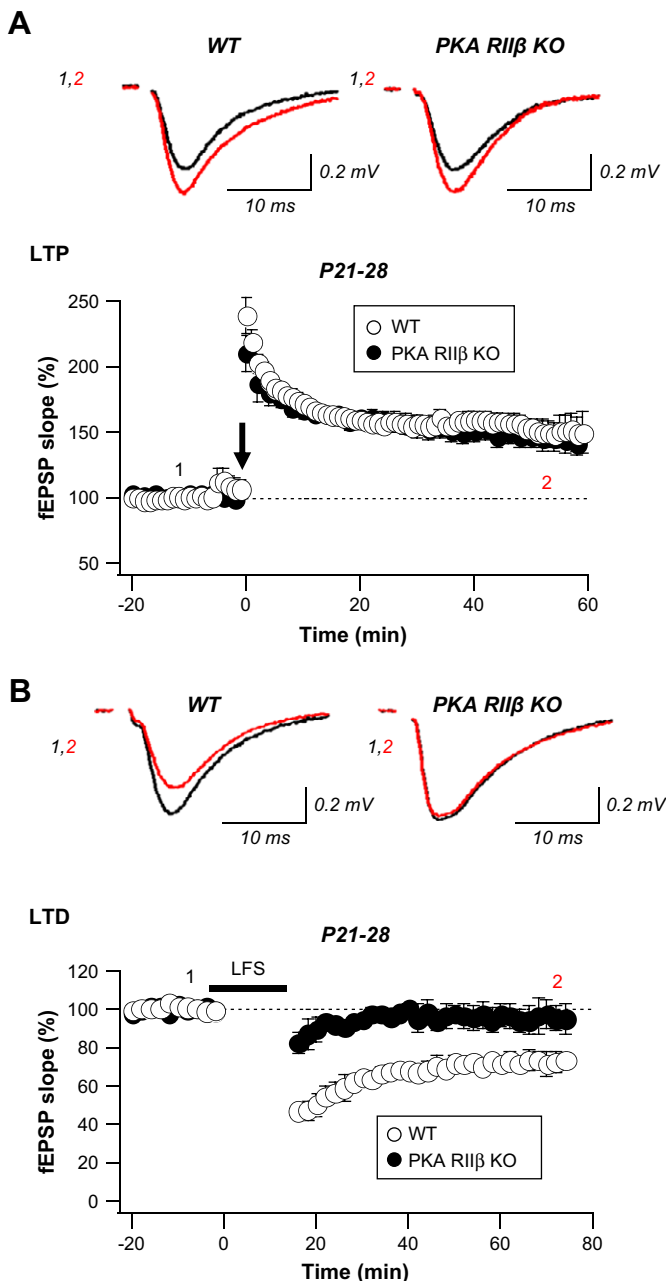 A
WT PKA RIIβ KO
1,2 1,2
0.2 mV 0.2 mV
10 ms 10 ms
LTP
P21-28
250
200
150
100
50
fEPSP slope (%)
WT
PKA RIIβ KO
1
2
-20 0 20 40 60
Time (min)
B
WT PKA RIIβ KO
1,2 1,2
0.2 mV 0.2 mV
10 ms 10 ms
LTD
P21-28
120
100
80
60
40
20
0
fEPSP slope (%)
1 LFS 2
WT
PKA RIIβ KO
-20 0 20 40 60 80
Time (min)